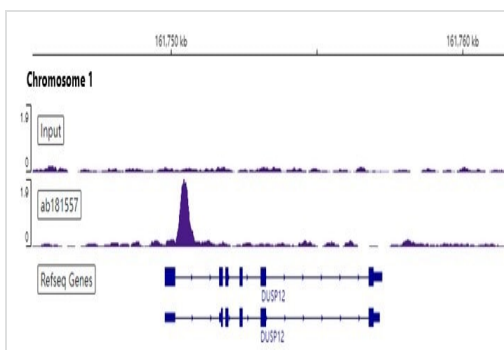 161,750 kb 161,760 kb
Chromosome 1
1.9
Input
0
1.9
ab181557
0
Refseq Genes
DUSP12
DUSP12